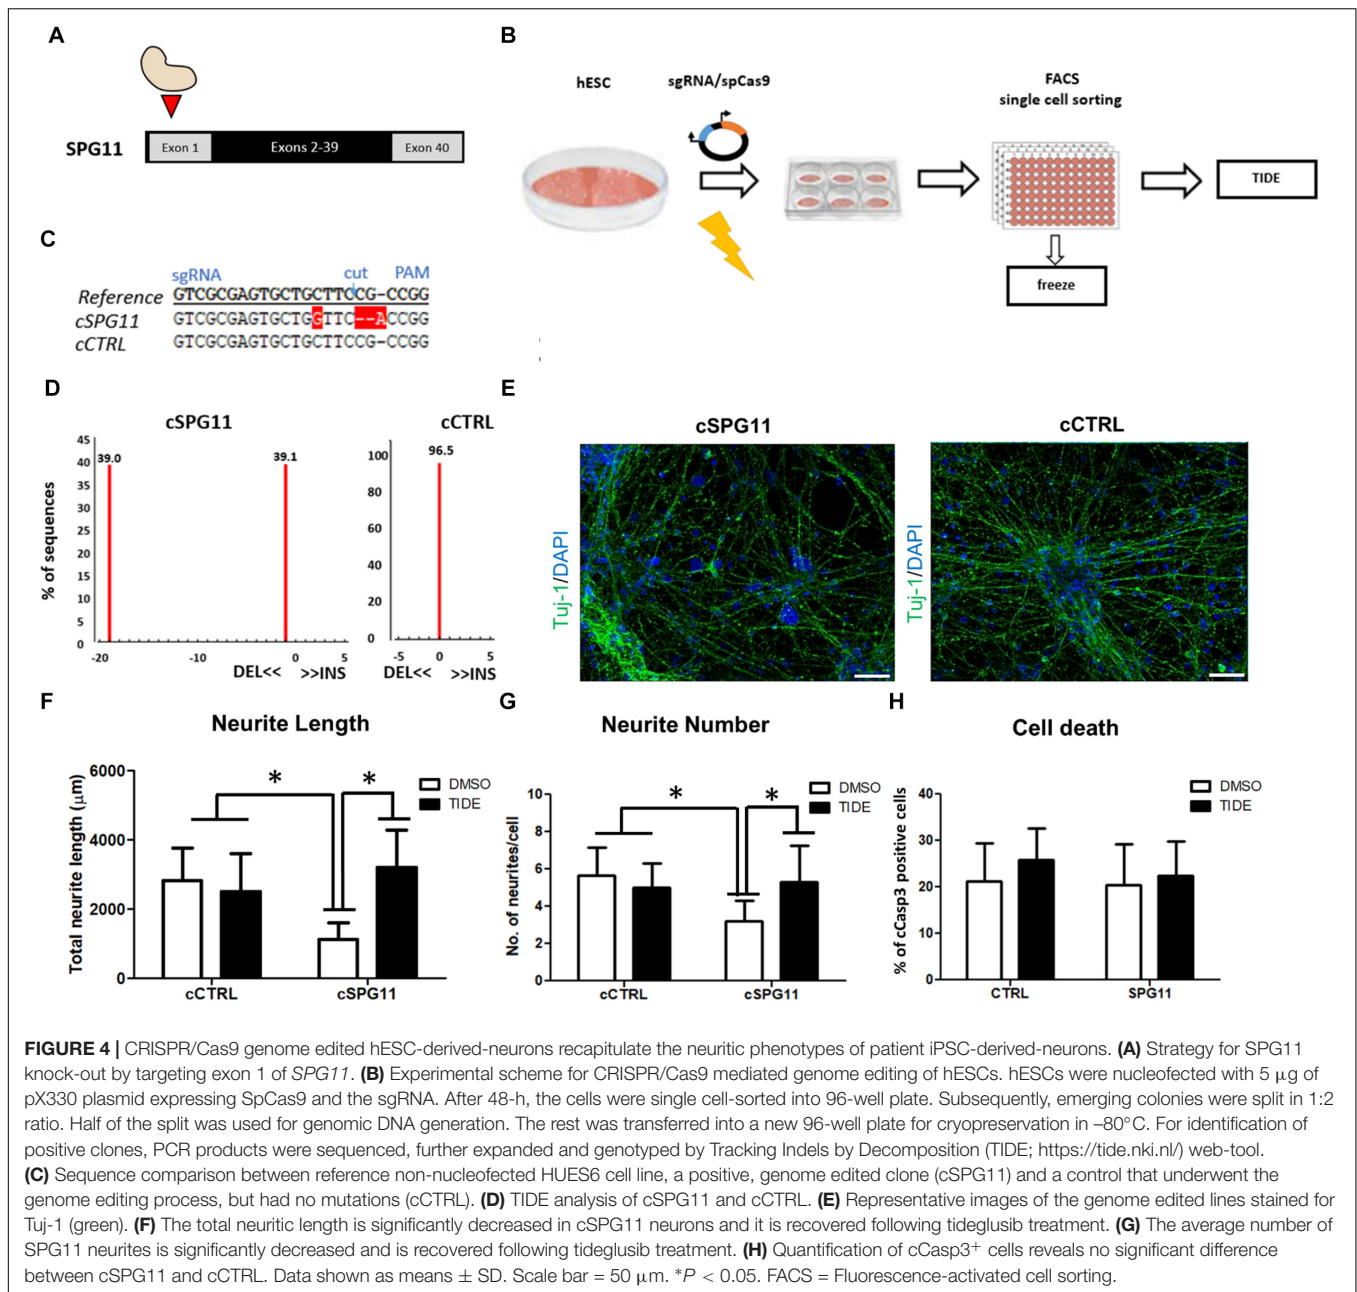 A
SPG11
Exon 1
Exons 2-39
Exon 40
B
hESC
sgRNA/spCas9
FACS
single cell sorting
TIDE
freeze
C
sgRNA
cut
PAM
Reference GTCGCGAGTGCTGCTTCCG-CCGG
cSPG11 GTCGCGAGTGCTGGTTC--ACCGG
cCTRL GTCGCGAGTGCTGCTTCCG-CCGG
D
cSPG11
cCTRL
% of sequences
45
40
35
30
25
20
15
10
5
0
39.0
39.1
-20
-10
0
5
DEL<<
>>INS
100
80
60
40
20
0
96.5
-5
0
5
DEL<<
>>INS
E
cSPG11
cCTRL
Tuj-1/DAPI
Tuj-1/DAPI
F
Neurite Length
Total neurite length (μm)
6000
4000
2000
0
*
*
DMSO
TIDE
cCTRL
cSPG11
G
Neurite Number
No. of neurites/cell
10
8
6
4
2
0
*
*
DMSO
TIDE
cCTRL
cSPG11
H
Cell death
% of cCasp3 positive cells
40
30
20
10
0
DMSO
TIDE
CTRL
SPG11
FIGURE 4 | CRISPR/Cas9 genome edited hESC-derived-neurons recapitulate the neuritic phenotypes of patient iPSC-derived-neurons. (A) Strategy for SPG11
knock-out by targeting exon 1 of SPG11. (B) Experimental scheme for CRISPR/Cas9 mediated genome editing of hESCs. hESCs were nucleofected with 5 μg of
pX330 plasmid expressing SpCas9 and the sgRNA. After 48-h, the cells were single cell-sorted into 96-well plate. Subsequently, emerging colonies were split in 1:2
ratio. Half of the split was used for genomic DNA generation. The rest was transferred into a new 96-well plate for cryopreservation in –80°C. For identification of
positive clones, PCR products were sequenced, further expanded and genotyped by Tracking Indels by Decomposition (TIDE; https://tide.nki.nl/) web-tool.
(C) Sequence comparison between reference non-nucleofected HUES6 cell line, a positive, genome edited clone (cSPG11) and a control that underwent the
genome editing process, but had no mutations (cCTRL). (D) TIDE analysis of cSPG11 and cCTRL. (E) Representative images of the genome edited lines stained for
Tuj-1 (green). (F) The total neuritic length is significantly decreased in cSPG11 neurons and it is recovered following tideglusib treatment. (G) The average number of
SPG11 neurites is significantly decreased and is recovered following tideglusib treatment. (H) Quantification of cCasp3+ cells reveals no significant difference
between cSPG11 and cCTRL. Data shown as means ± SD. Scale bar = 50 μm. *P < 0.05. FACS = Fluorescence-activated cell sorting.